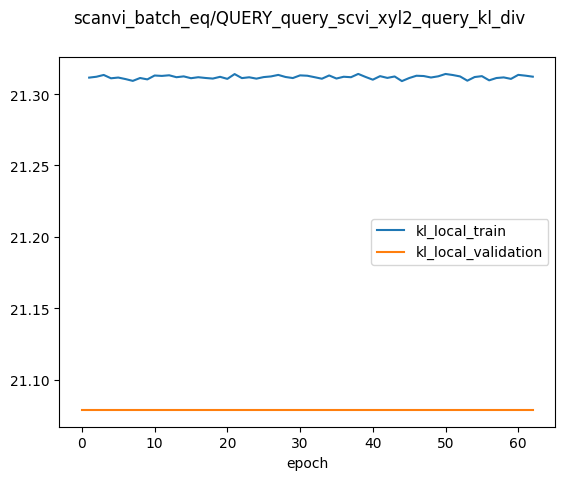 scanvi_batch_eq/QUERY_query_scvi_xyl2_query_kl_div
21.30
21.25
21.20
21.15
21.10
kl_local_train
kl_local_validation
0 10 20 30 40 50 60
epoch